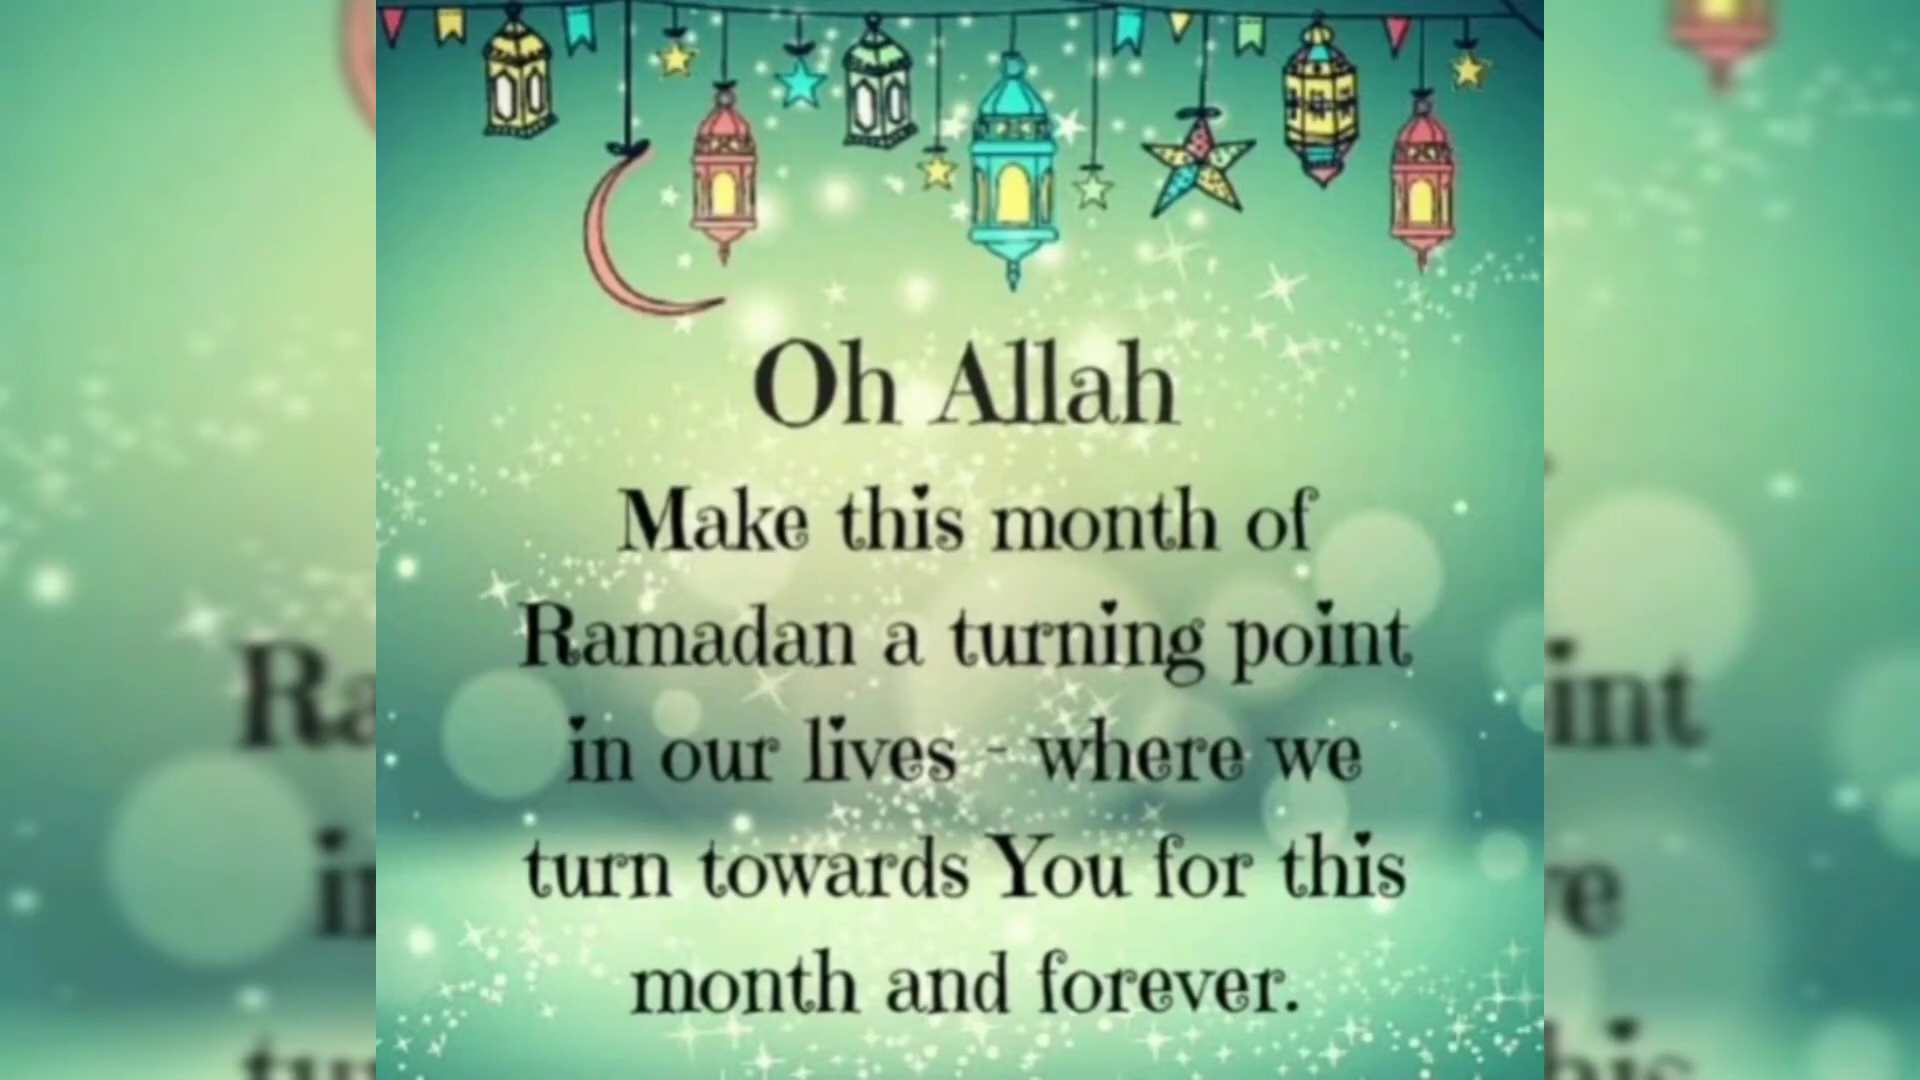 Oh Allah
Make this month of
Ramadan a turning point
in our lives - where we
turn towards You for this
month and forever.